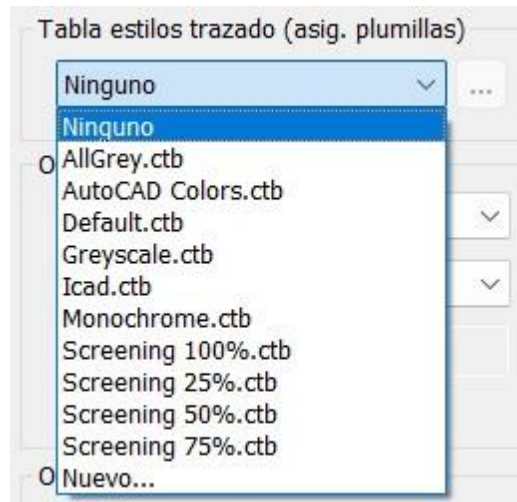 Tabla estilos trazado (asig. plumillas)
Ninguno
...
Ninguno
AllGrey.ctb
AutoCAD Colors.ctb
Default.ctb
Greyscale.ctb
Icad.ctb
Monochrome.ctb
Screening 100%.ctb
Screening 25%.ctb
Screening 50%.ctb
Screening 75%.ctb
Nuevo...